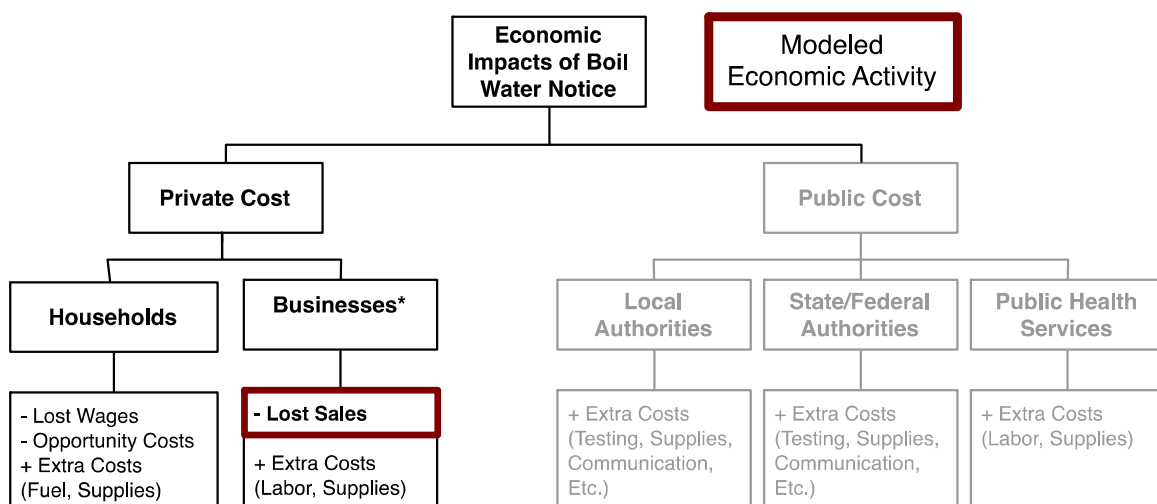 Economic
Impacts of Boil
Water Notice
Modeled
Economic Activity
Private Cost
Public Cost
Households
Businesses*
Local
Authorities
State/Federal
Authorities
Public Health
Services
- Lost Wages
- Opportunity Costs
+ Extra Costs
(Fuel, Supplies)
- Lost Sales
+ Extra Costs
(Labor, Supplies)
+ Extra Costs
(Testing, Supplies,
Communication,
Etc.)
+ Extra Costs
(Testing, Supplies,
Communication,
Etc.)
+ Extra Costs
(Labor, Supplies)